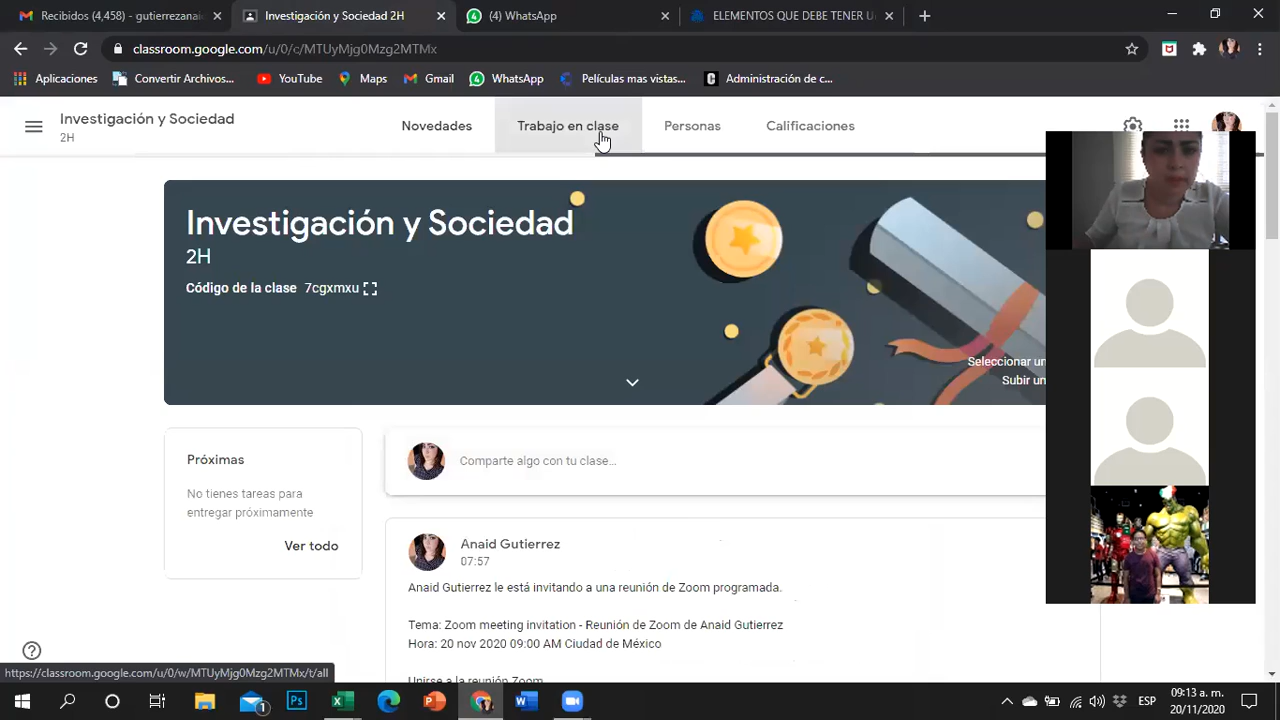 Recibidos (4,458) - gutierrezanai
Investigación y Sociedad 2H
(4) WhatsApp
ELEMENTOS QUE DEBE TENER U
classroom.google.com/u/0/c/MTUyMjg0Mzg2MTMx
Aplicaciones
Convertir Archivos...
YouTube
Maps
Gmail
WhatsApp
Películas mas vistas...
Administración de c...
Investigación y Sociedad
2H
Novedades
Trabajo en clase
Personas
Calificaciones
Investigación y Sociedad
2H
Código de la clase 7cgxmxu
Seleccionar un
Subir un
Próximas
No tienes tareas para
entregar próximamente
Ver todo
Comparte algo con tu clase...
Anaid Gutierrez
07:57
Anaid Gutierrez le está invitando a una reunión de Zoom programada.
Tema: Zoom meeting invitation - Reunión de Zoom de Anaid Gutierrez
Hora: 20 nov 2020 09:00 AM Ciudad de México
Unirse a la reunión Zoom
https://classroom.google.com/u/0/w/MTUyMjg0Mzg2MTMx/t/all
ESP
09:13 a. m.
20/11/2020